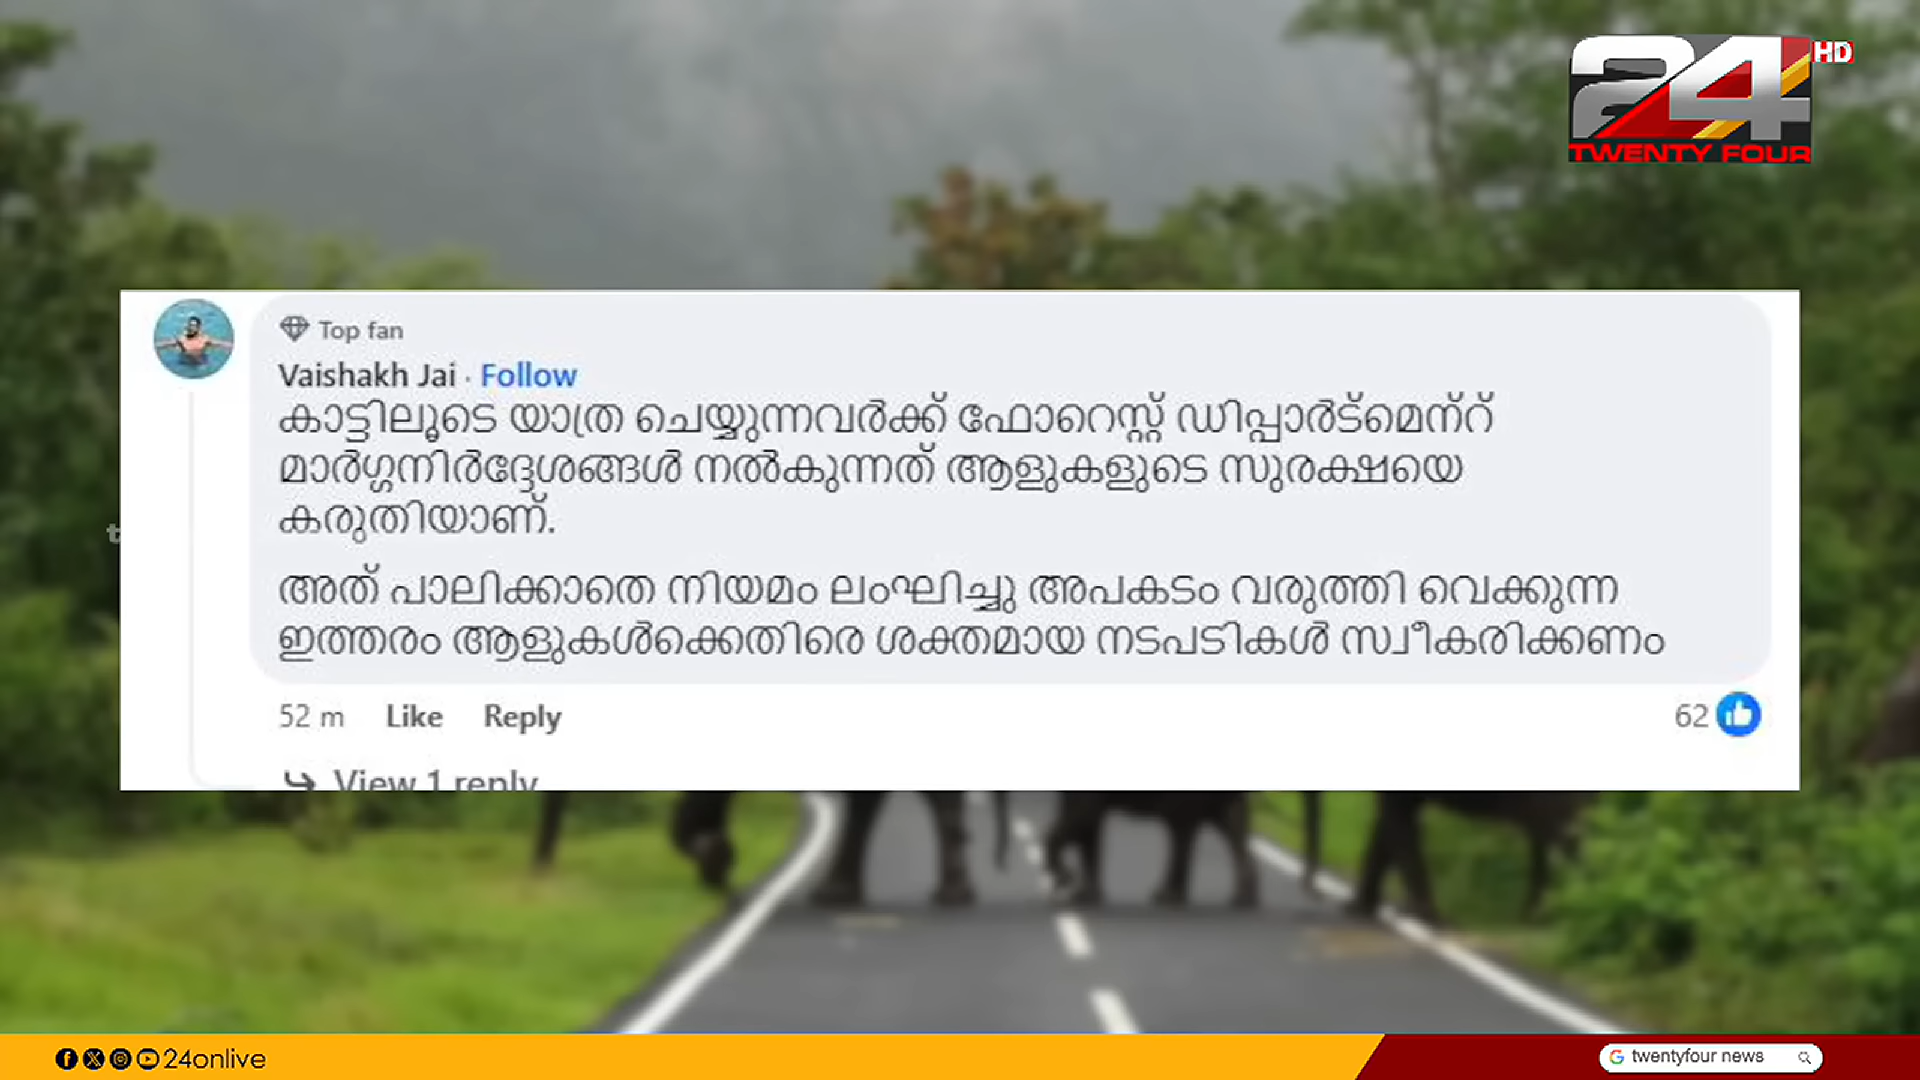 24 HD
TWENTY FOUR
Top fan
Vaishakh Jai · Follow
കാട്ടിലൂടെ യാത്ര ചെയ്യുന്നവർക്ക് ഫോറെസ്റ്റ് ഡിപ്പാർട്മെന്റ്
മാർഗ്ഗനിർദ്ദേശങ്ങൾ നൽകുന്നത് ആളുകളുടെ സുരക്ഷയെ
കരുതിയാണ്.
അത് പാലിക്കാതെ നിയമം ലംഘിച്ചു അപകടം വരുത്തി വെക്കുന്ന
ഇത്തരം ആളുകൾക്കെതിരെ ശക്തമായ നടപടികൾ സ്വീകരിക്കണം
52 m Like Reply 62
View 1 reply
24onlive
twentyfour news